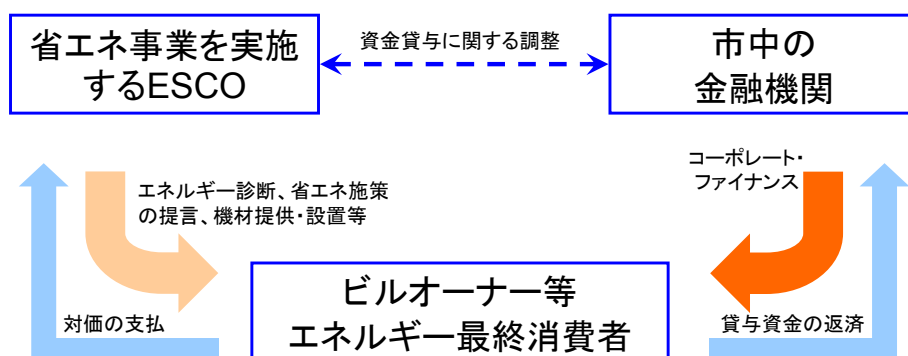 省エネ事業を実施
するESCO
資金貸与に関する調整
市中の
金融機関
エネルギー診断、省エネ施策
の提言、機材提供・設置等
コーポレート・
ファイナンス
対価の支払
ビルオーナー等
エネルギー最終消費者
貸与資金の返済